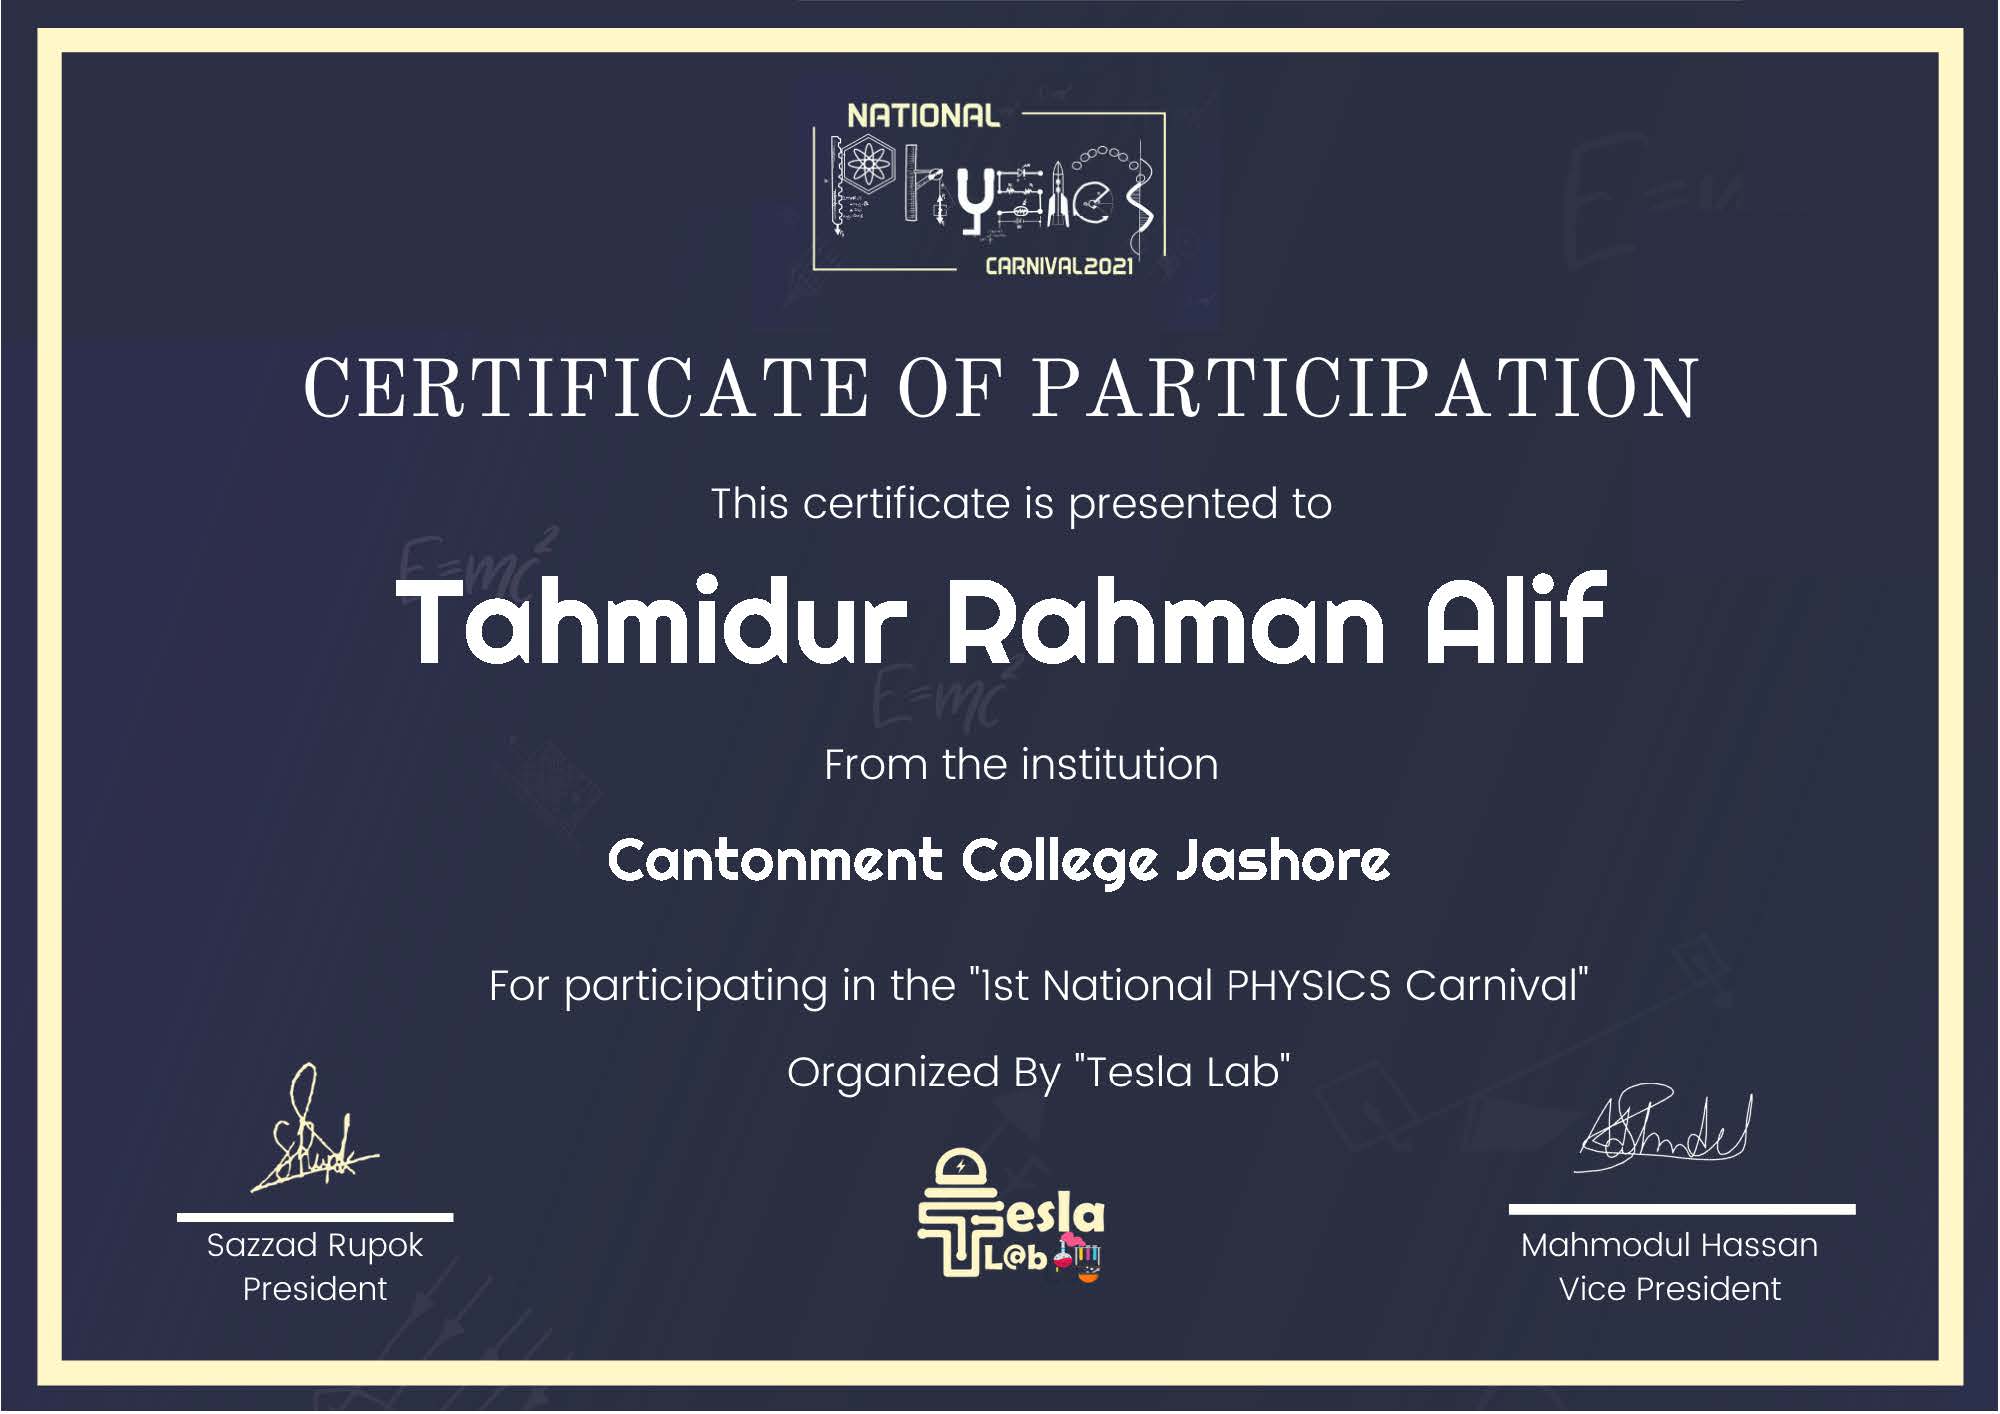 NATIONAL
Physics
CARNIVAL2021
CERTIFICATE OF PARTICIPATION
This certificate is presented to
E=mc²
Tahmidur Rahman Alif
E=mc²
From the institution
Cantonment College Jashore
For participating in the "1st National PHYSICS Carnival"
Organized By "Tesla Lab"
Tesla
L@b
Sazzad Rupok
President
Mahmodul Hassan
Vice President